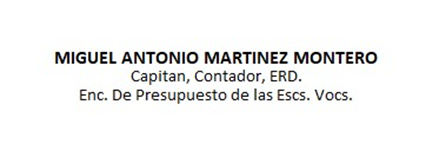 MIGUEL ANTONIO MARTINEZ MONTERO
Capitan, Contador, ERD.
Enc. De Presupuesto de las Escs. Vocs.